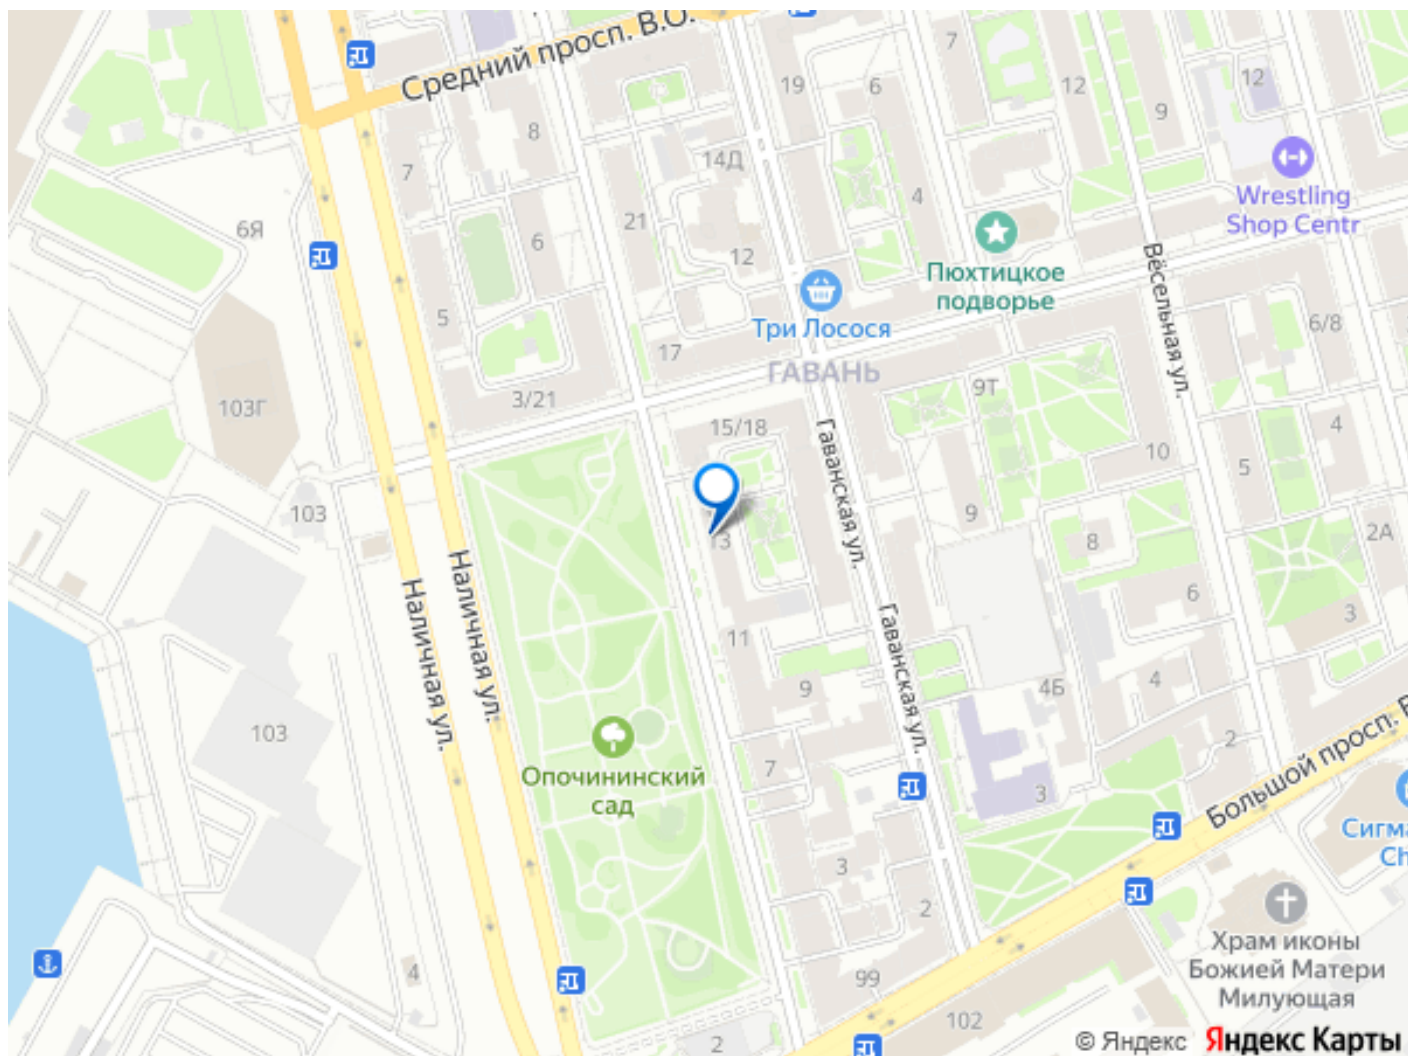 Средний просп. В.О.
7
19
6
12
12
9
8
7
14Д
4
Wrestling
Shop Centr
21
6Я
6
12
Пюхтицкое
подворье
Вёсельная ул.
5
Три Лосося
6/8
17
ГАВАНЬ
9Т
3/21
103Г
15/18
4
Гаванская ул.
10
5
103
9
13
8
2А
Наличная ул.
Наличная ул.
6
3
Гаванская ул.
11
9
4Б
4
103
2
Большой просп. В
7
Опочининский
сад
3
Сигма
Ch
3
2
Храм иконы
Божией Матери
Милующая
4
99
102
2
© Яндекс Яндекс Карты